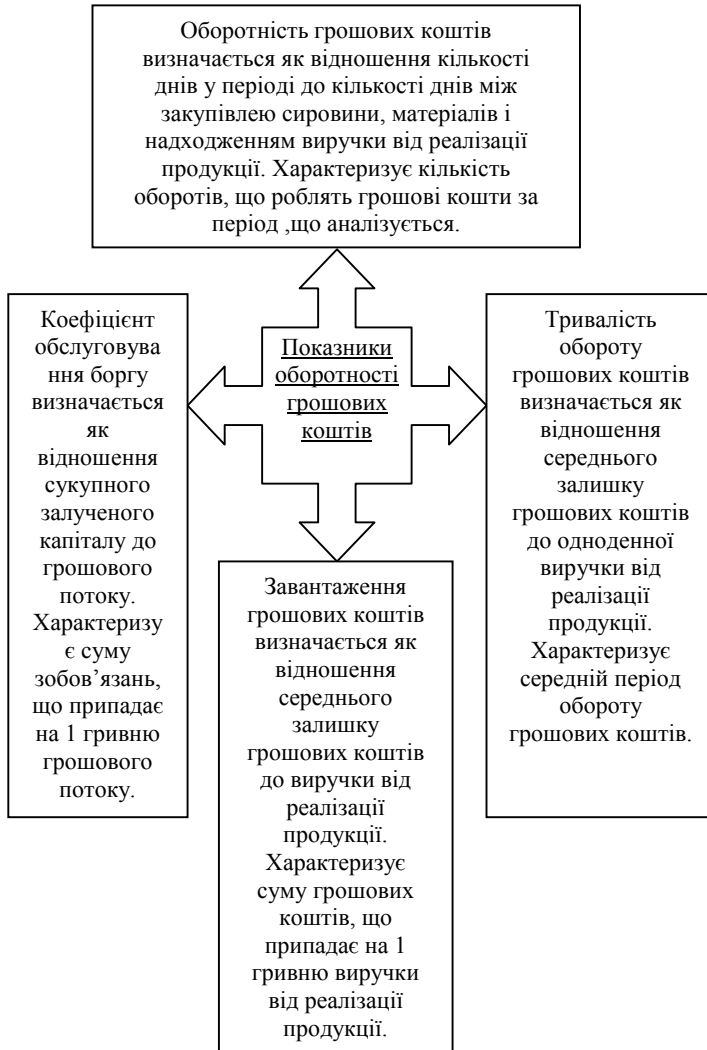 Оборотність грошових коштів
визначається як відношення кількості
днів у періоді до кількості днів між
закупівлею сировини, матеріалів і
надходженням виручки від реалізації
продукції. Характеризує кількість
оборотів, що роблять грошові кошти за
період ,що аналізується.
Коефіцієнт
обслуговува
ння боргу
визначається
як
відношення
сукупного
залученого
капіталу до
грошового
потоку.
Характеризу
є суму
зобов’язань,
що припадає
на 1 гривню
грошового
потоку.
Показники
оборотності
грошових
коштів
Тривалість
обороту
грошових коштів
визначається як
відношення
середнього
залишку
грошових коштів
до одноденної
виручки від
реалізації
продукції.
Характеризує
середній період
обороту
грошових коштів.
Завантаження
грошових коштів
визначається як
відношення
середнього
залишку
грошових коштів
до виручки від
реалізації
продукції.
Характеризує
суму грошових
коштів, що
припадає на 1
гривню виручки
від реалізації
продукції.